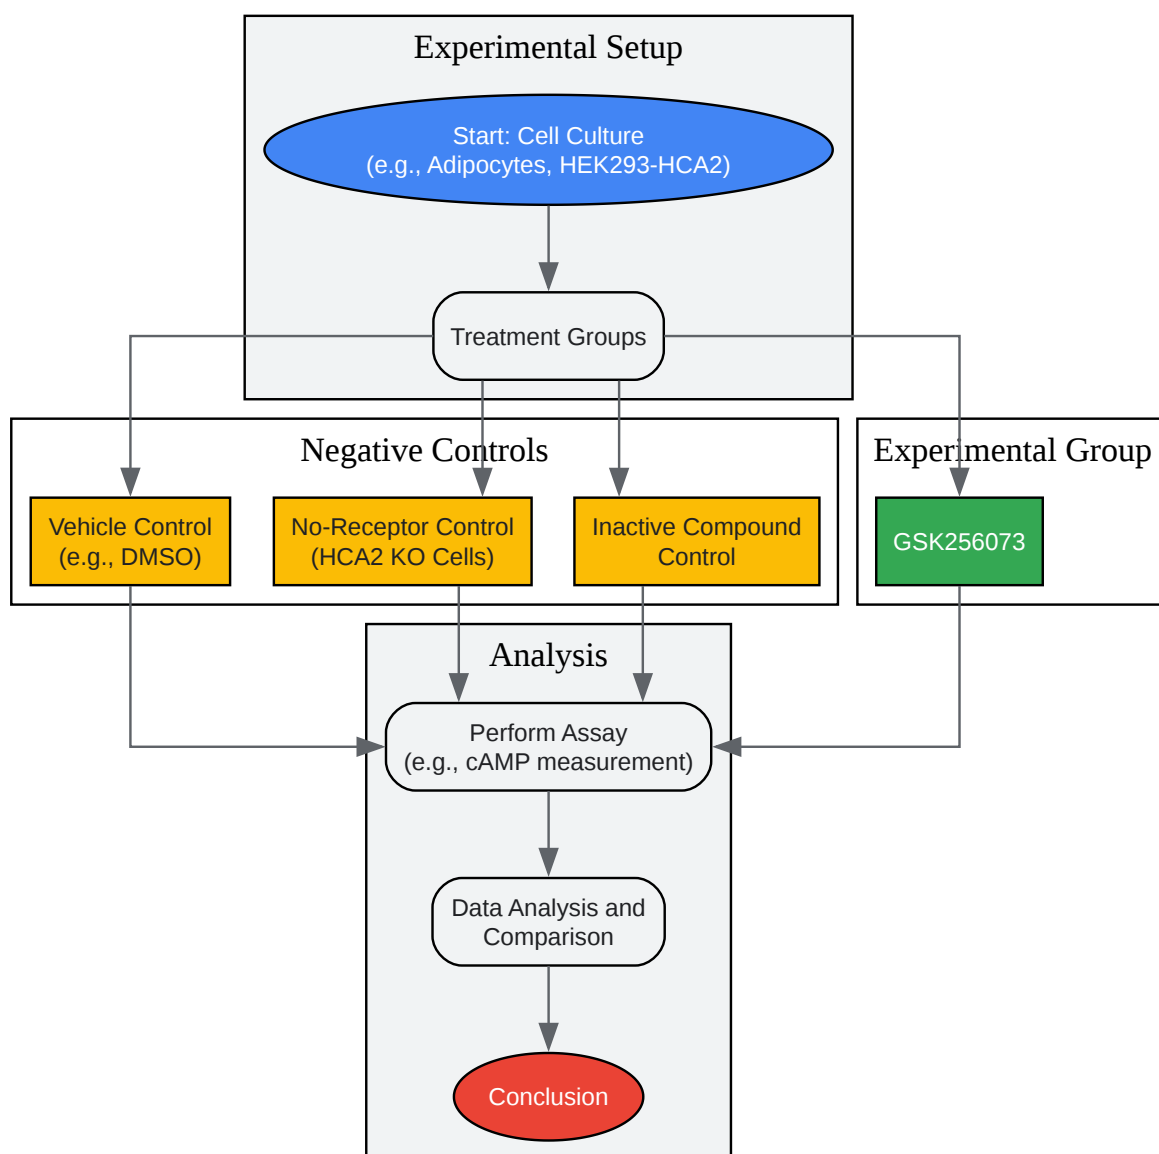 Experimental Setup
Start: Cell Culture
(e.g., Adipocytes, HEK293-HCA2)
Treatment Groups
Negative Controls
Experimental Group
Vehicle Control
(e.g., DMSO)
No-Receptor Control
(HCA2 KO Cells)
Inactive Compound
Control
GSK256073
Analysis
Perform Assay
(e.g., cAMP measurement)
Data Analysis and
Comparison
Conclusion